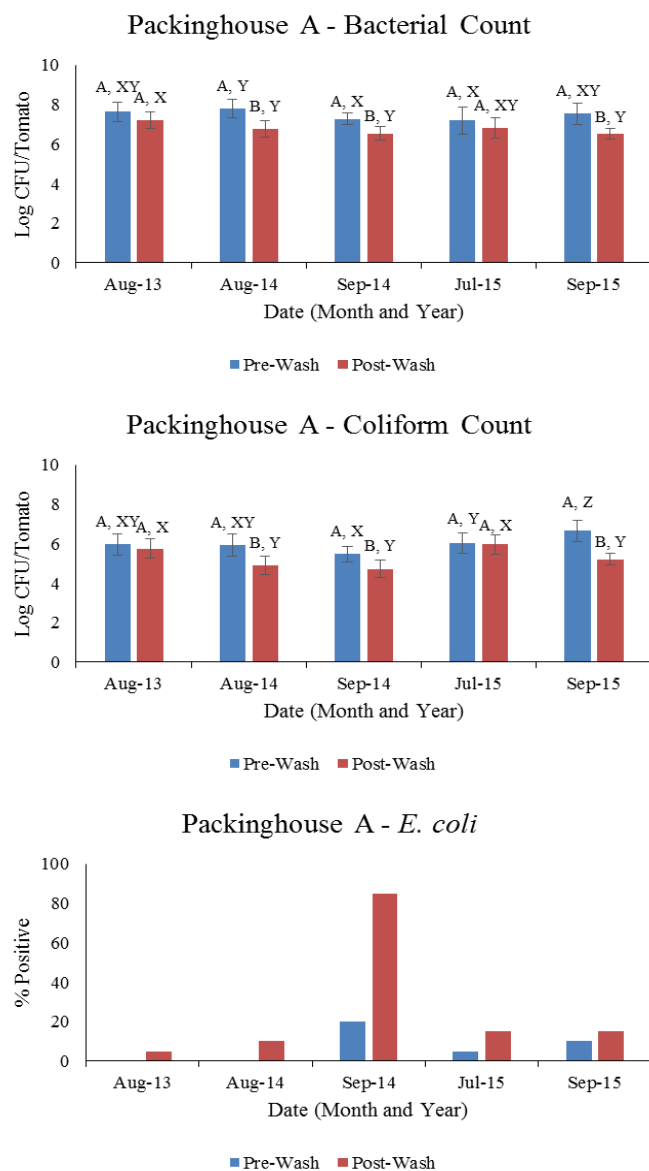 Packinghouse A - Bacterial Count
10
8
6
4
2
0
Log CFU/Tomato
A, XY
A, X
A, Y
B, Y
A, X
B, Y
A, X
A, XY
A, XY
B, Y
Aug-13
Aug-14
Sep-14
Jul-15
Sep-15
Date (Month and Year)
Pre-Wash
Post-Wash
Packinghouse A - Coliform Count
10
8
6
4
2
0
Log CFU/Tomato
A, XY
A, X
A, XY
B, Y
A, X
B, Y
A, Y
A, X
A, Z
B, Y
Aug-13
Aug-14
Sep-14
Jul-15
Sep-15
Date (Month and Year)
Pre-Wash
Post-Wash
Packinghouse A - E. coli
100
80
60
40
20
0
% Positive
Aug-13
Aug-14
Sep-14
Jul-15
Sep-15
Date (Month and Year)
Pre-Wash
Post-Wash